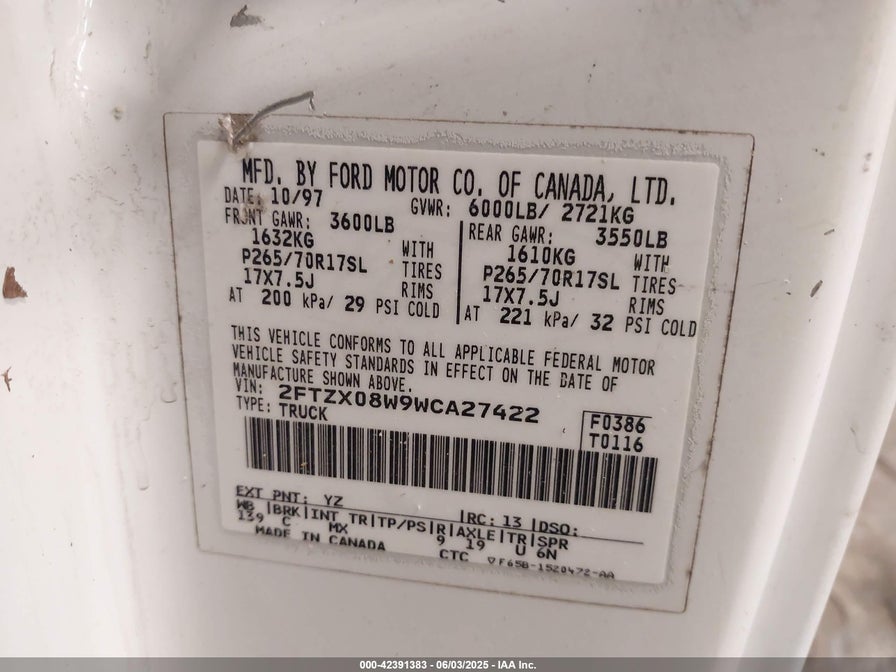 MFD. BY FORD MOTOR CO. OF CANADA, LTD.
DATE: 10/97 GVWR: 6000LB/ 2721KG
FRONT GAWR: 3600LB
1632KG WITH
P265/70R17SL TIRES
17X7.5J RIMS
AT 200 kPa/ 29 PSI COLD
REAR GAWR: 3550LB
1610KG WITH
P265/70R17SL TIRES
17X7.5J RIMS
AT 221 kPa/ 32 PSI COLD
THIS VEHICLE CONFORMS TO ALL APPLICABLE FEDERAL MOTOR
VEHICLE SAFETY STANDARDS IN EFFECT ON THE DATE OF
MANUFACTURE SHOWN ABOVE.
VIN: 2FTZX08W9WCA27422
TYPE: TRUCK
F0386
T0116
EXT PNT: YZ RC: 13 DSO:
WB |BRK|INT TR|TP/PS|R|AXLE|TR|SPR
139 C MX 9 19 U 6N
MADE IN CANADA CTC ▽F65B-1520472-AA
000-42391383 - 06/03/2025 - IAA Inc.